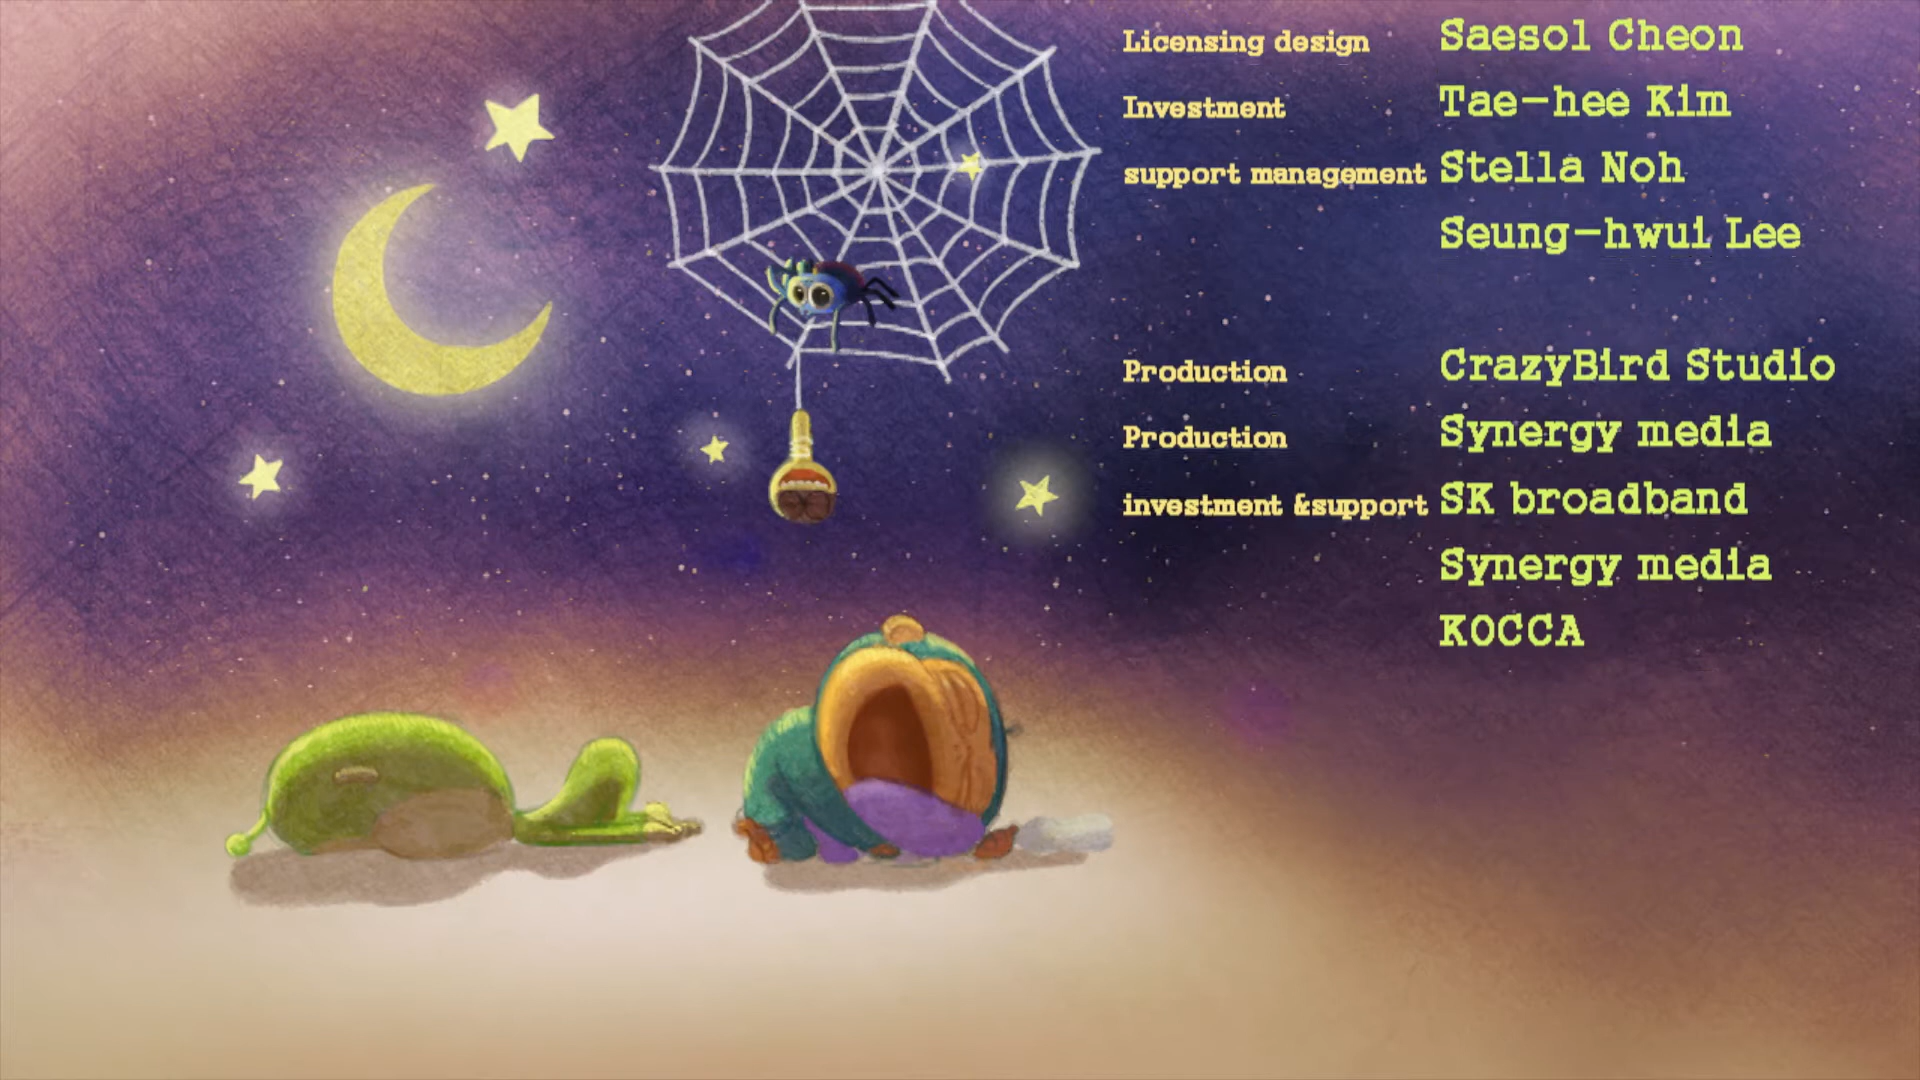 Licensing design Saesol Cheon
Investment Tae-hee Kim
support management Stella Noh
Seung-hwui Lee
Production CrazyBird Studio
Production Synergy media
investment &support SK broadband
Synergy media
KOCCA